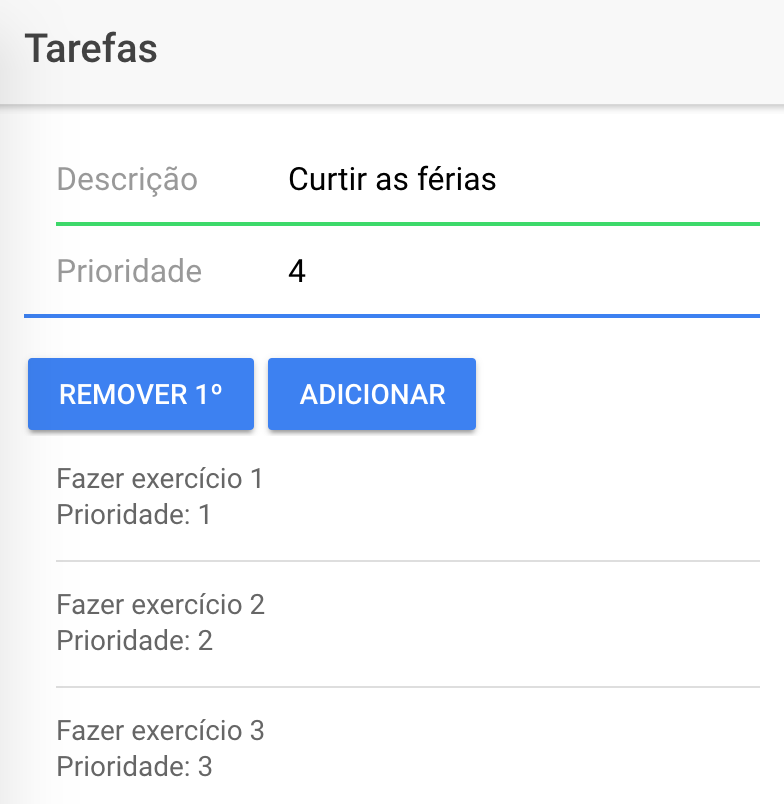 Tarefas
Descrição Curtir as férias
Prioridade 4
REMOVER 1º ADICIONAR
Fazer exercício 1
Prioridade: 1
Fazer exercício 2
Prioridade: 2
Fazer exercício 3
Prioridade: 3